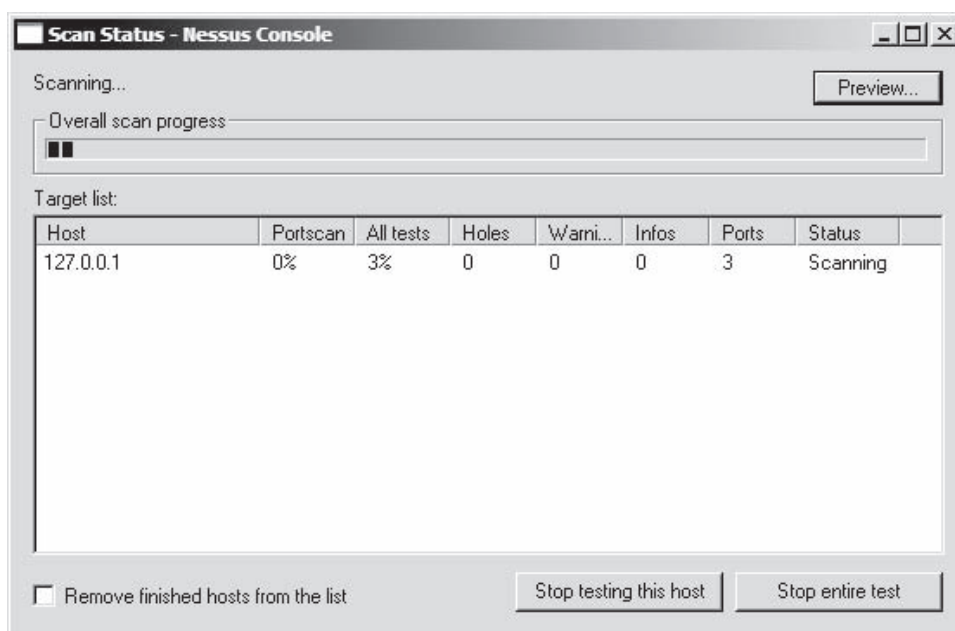 Scan Status - Nessus Console
Scanning...
Preview...
Overall scan progress
Target list:
Host Portscan All tests Holes Warni... Infos Ports Status
127.0.0.1 0% 3% 0 0 0 3 Scanning
Remove finished hosts from the list
Stop testing this host
Stop entire test